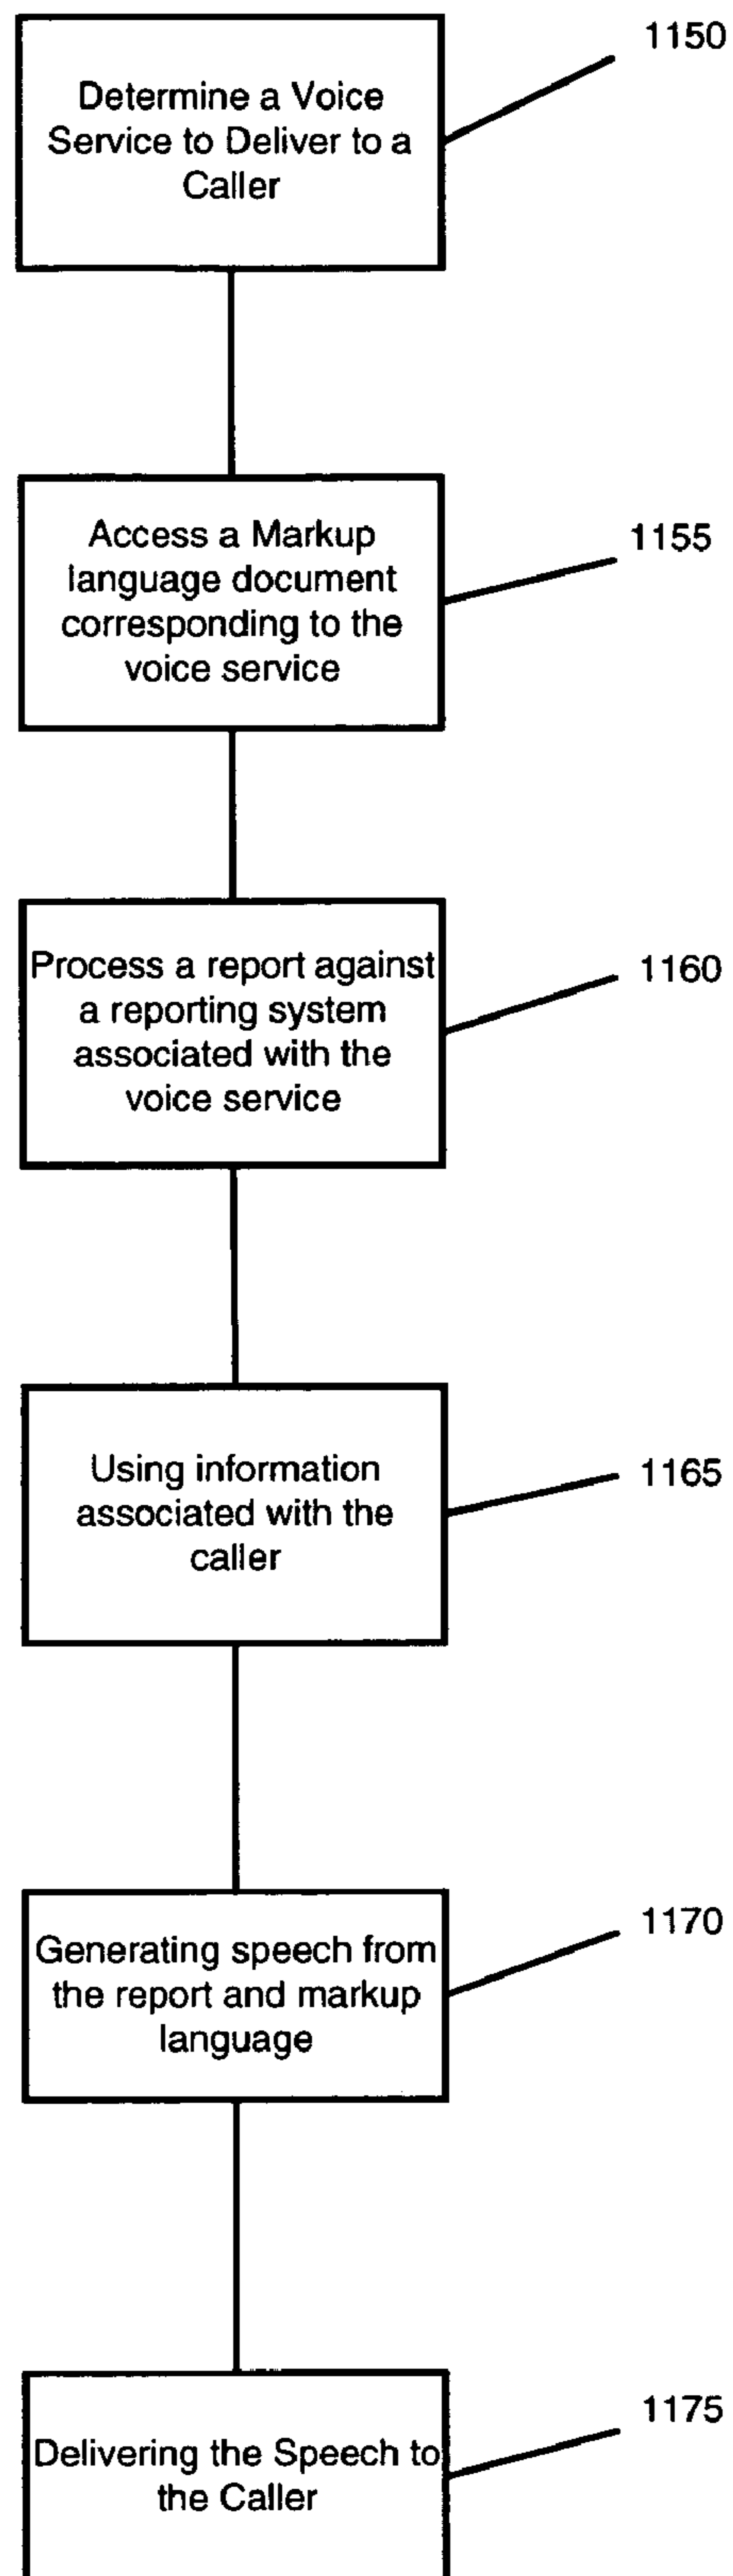 1150
Determine a Voice
Service to Deliver to a
Caller
1155
Access a Markup
language document
corresponding to the
voice service
1160
Process a report against
a reporting system
associated with the
voice service
1165
Using information
associated with the
caller
1170
Generating speech from
the report and markup
language
1175
Delivering the Speech to
the Caller